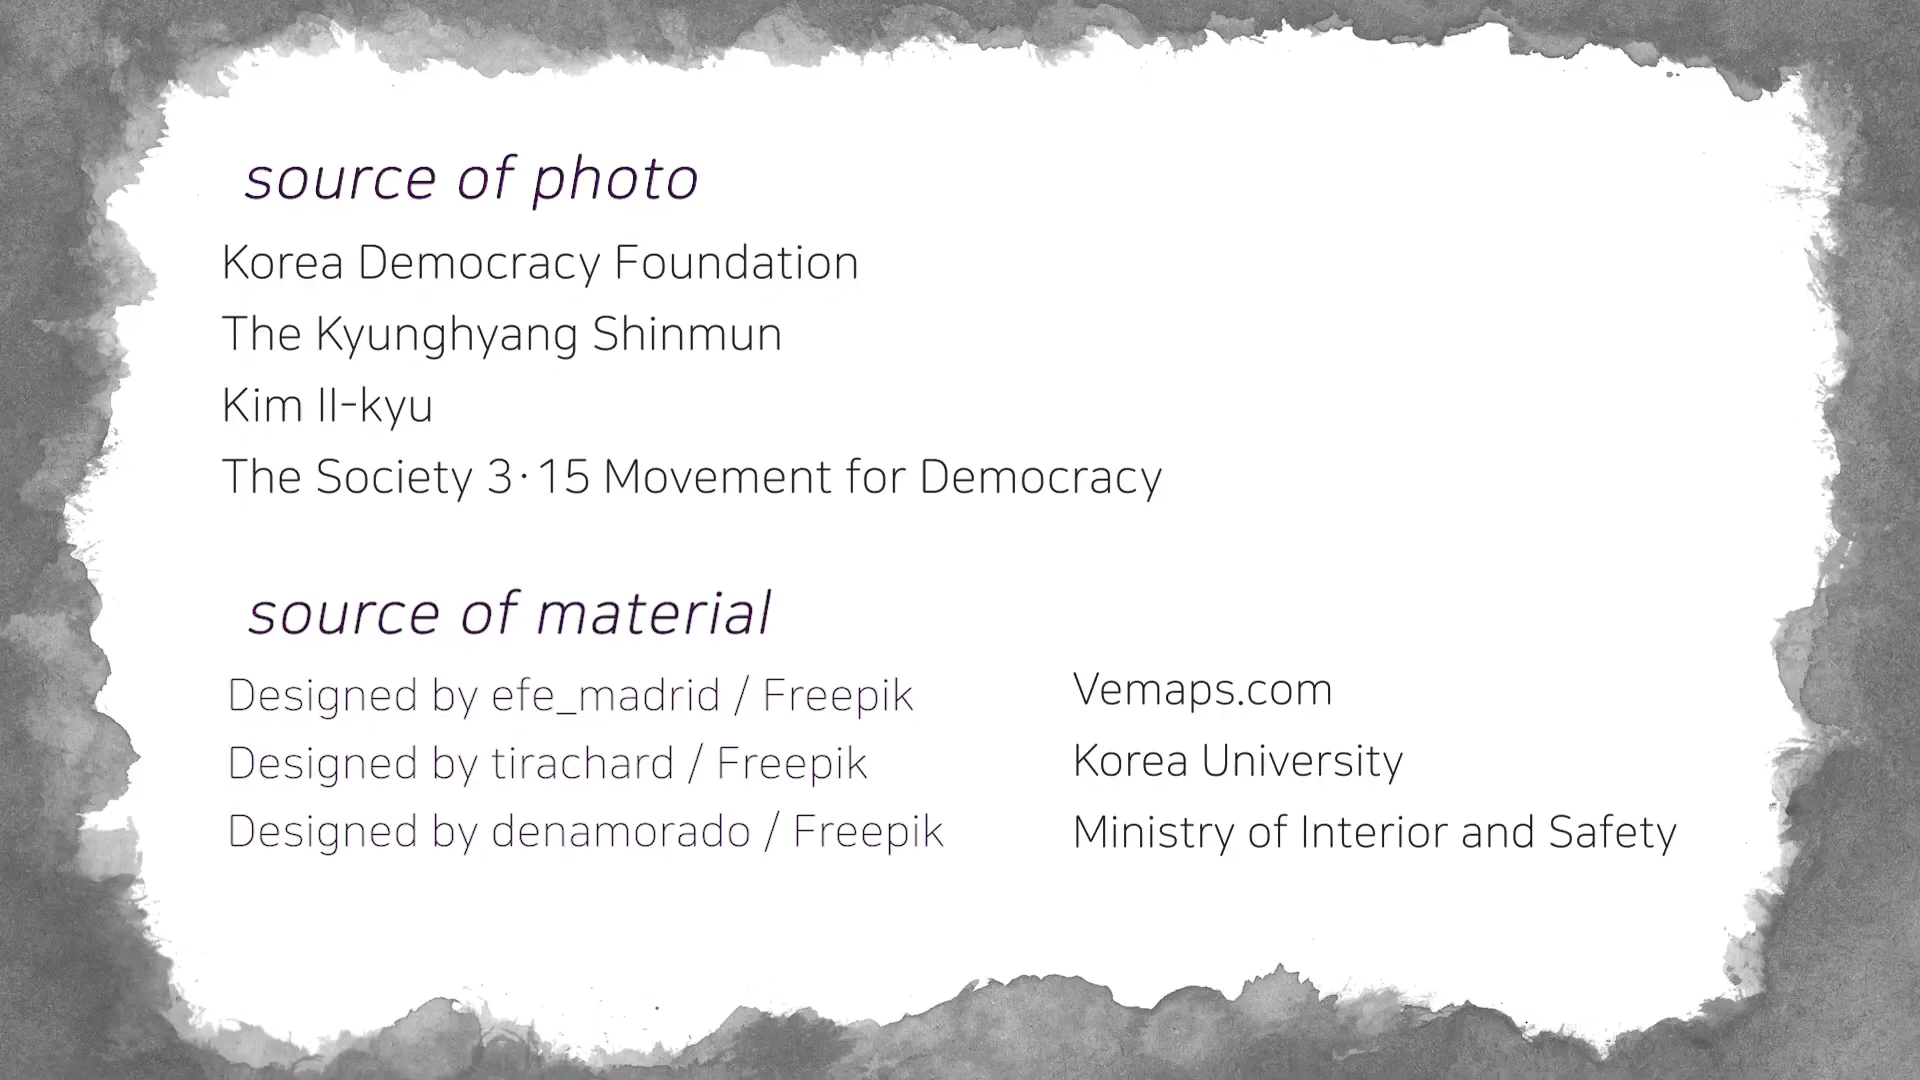 source of photo
Korea Democracy Foundation
The Kyunghyang Shinmun
Kim Il-kyu
The Society 3·15 Movement for Democracy
source of material
Designed by efe_madrid / Freepik
Designed by tirachard / Freepik
Designed by denamorado / Freepik
Vemaps.com
Korea University
Ministry of Interior and Safety